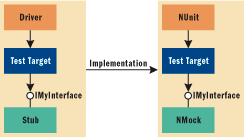 Driver
Test Target
IMyInterface
Stub
Implementation
NUnit
Test Target
IMyInterface
NMock